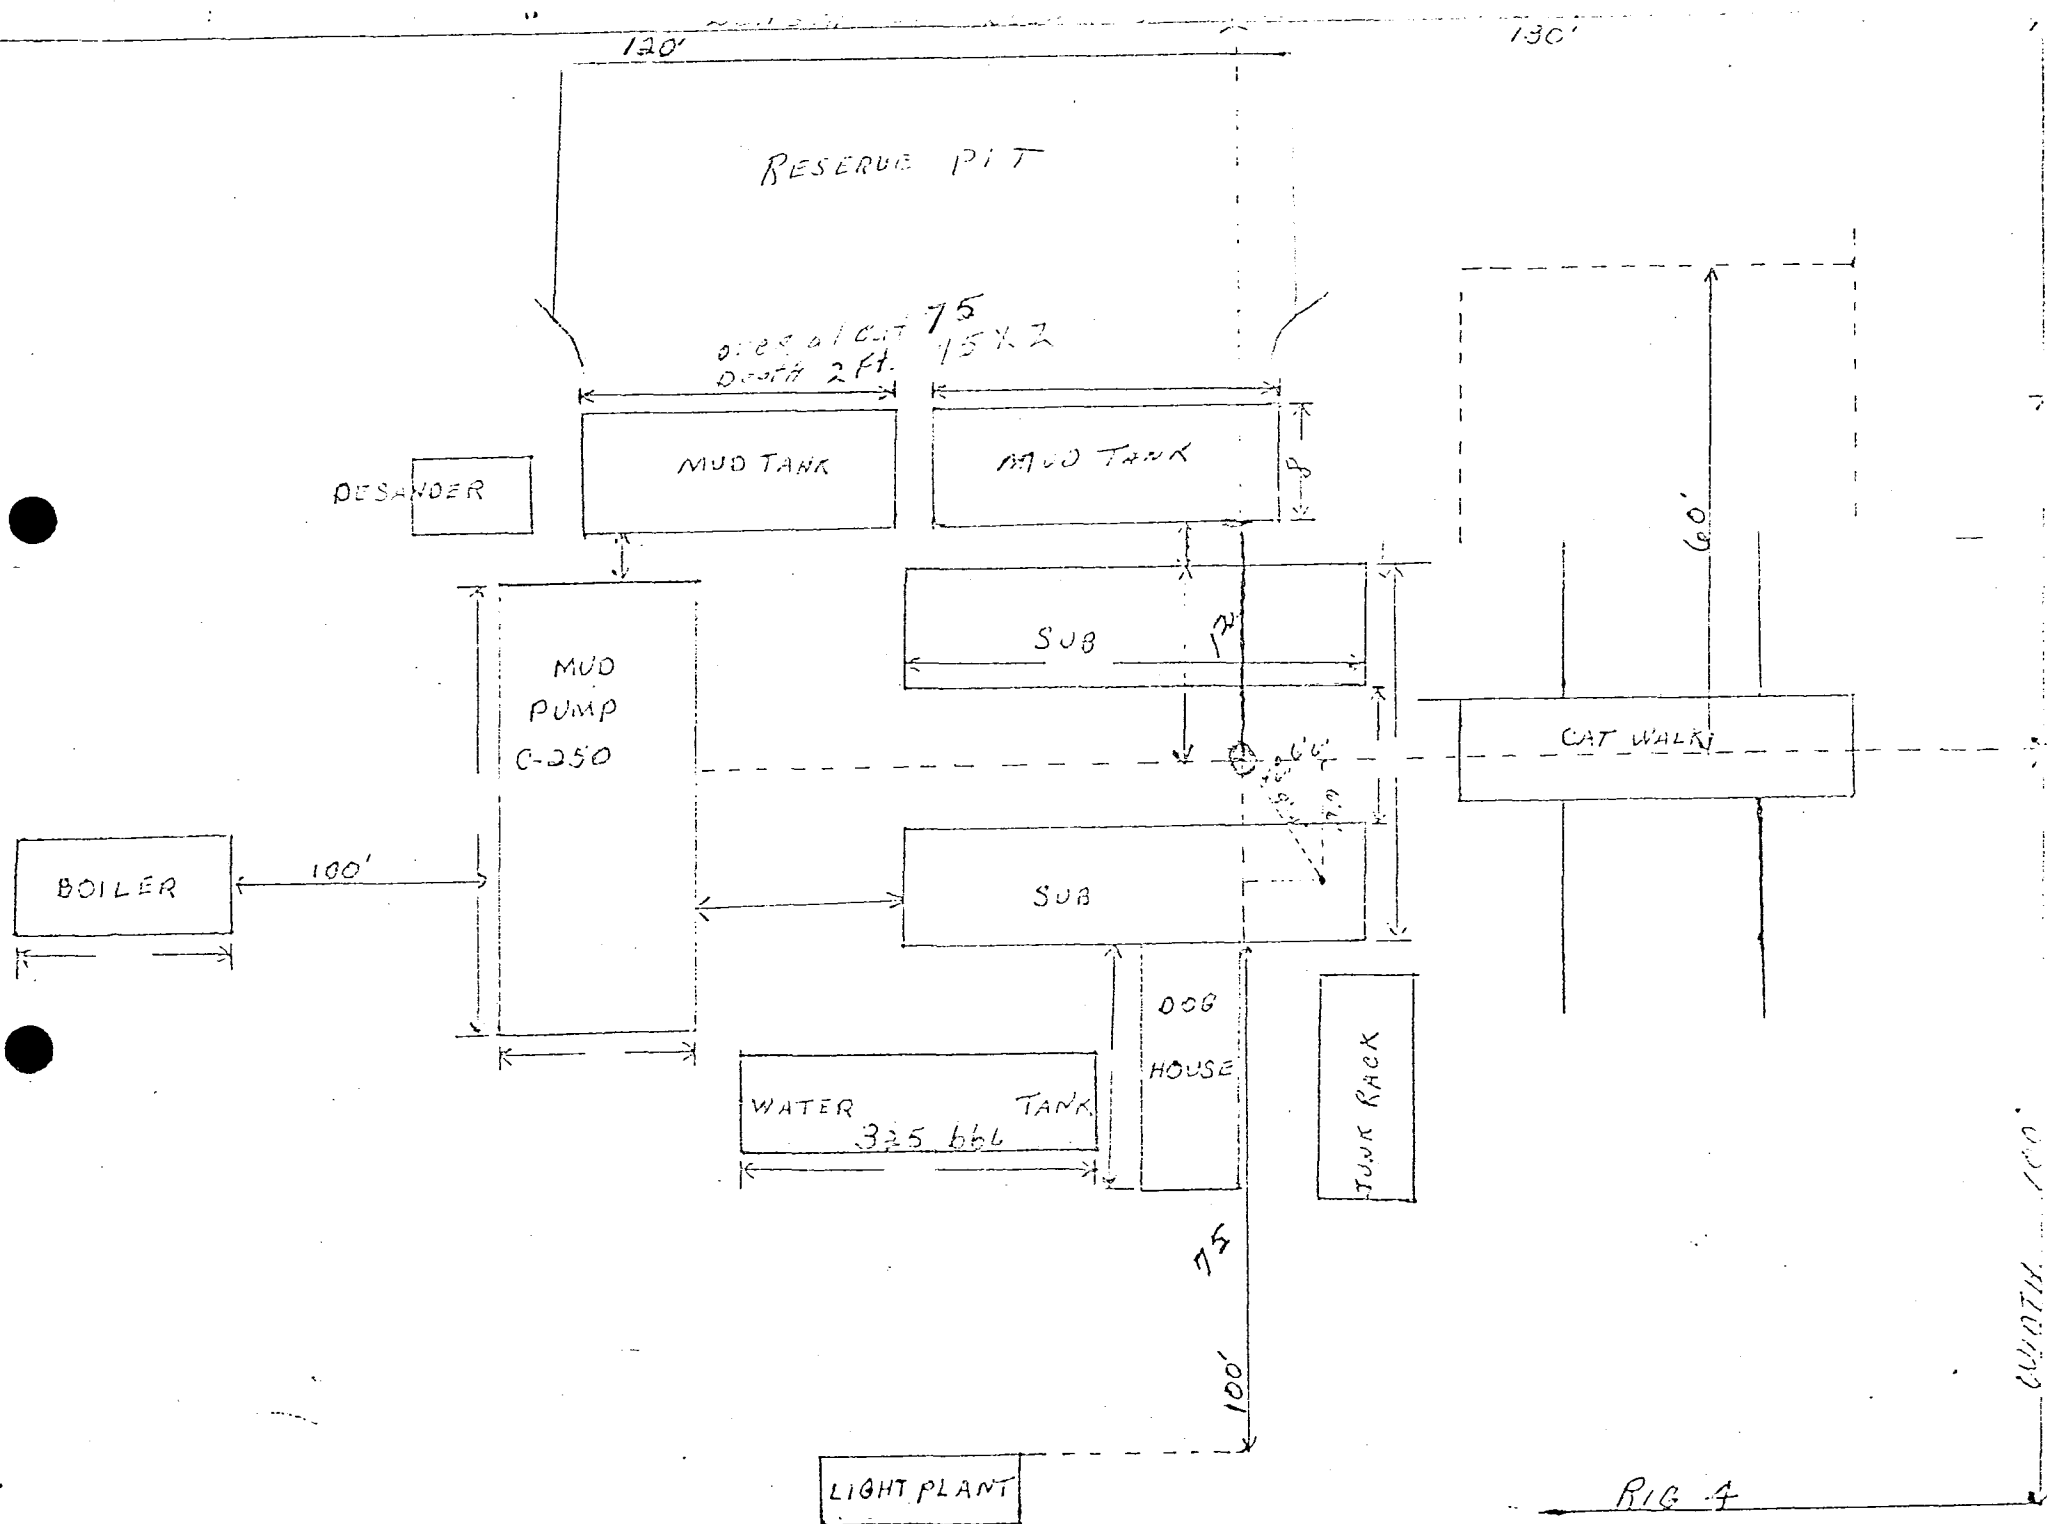 120'
130'
RESERVE PIT
75
15 X 2
DEPTH 2 Ft.
MUD TANK
MUD TANK
8
DESANDER
60'
SUB
MUD
PUMP
C-250
CAT WALK
BOILER
100'
SUB
DOG
HOUSE
WATER TANK
325 bbl
JUNK RACK
75
100'
WIDTH
LIGHT PLANT
RIG 4